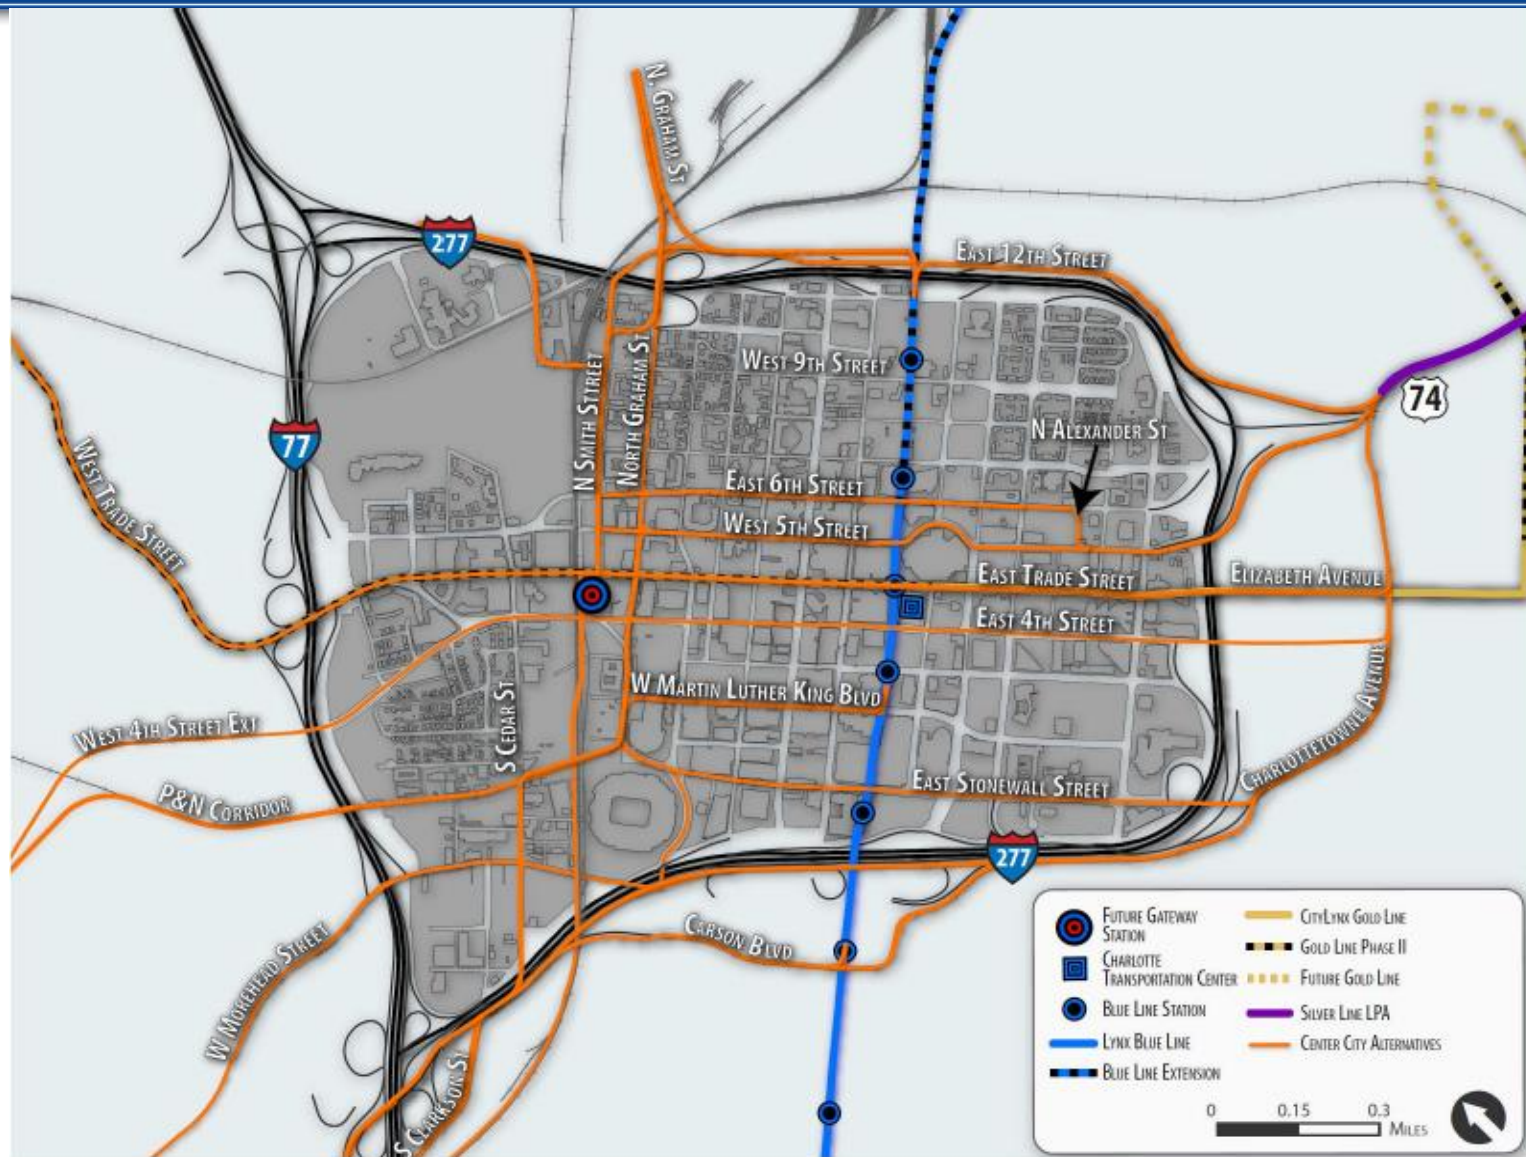 N. Graham St
277
East 12th Street
West 9th Street
74
N Smith Sttreet
North Graham St
N Alexander St
77
West Trade Street
East 6th Street
West 5th Street
East Trade Street
Elizabeth Avenue
East 4th Street
W Martin Luther King Blvd
S Cedar St.
West 4th Street Ext
P&N Corridor
East Stonewall Street
Charlottetowne Avenue
277
Carson Blvd
W Morehead Street
S Clarkson St
Future Gateway
Station
Charlotte
Transportation Center
Blue Line Station
Lynx Blue Line
Blue Line Extension
CityLynx Gold Line
Gold Line Phase II
Future Gold Line
Silver Line LPA
Center City Alternatives
0 0.15 0.3
Miles